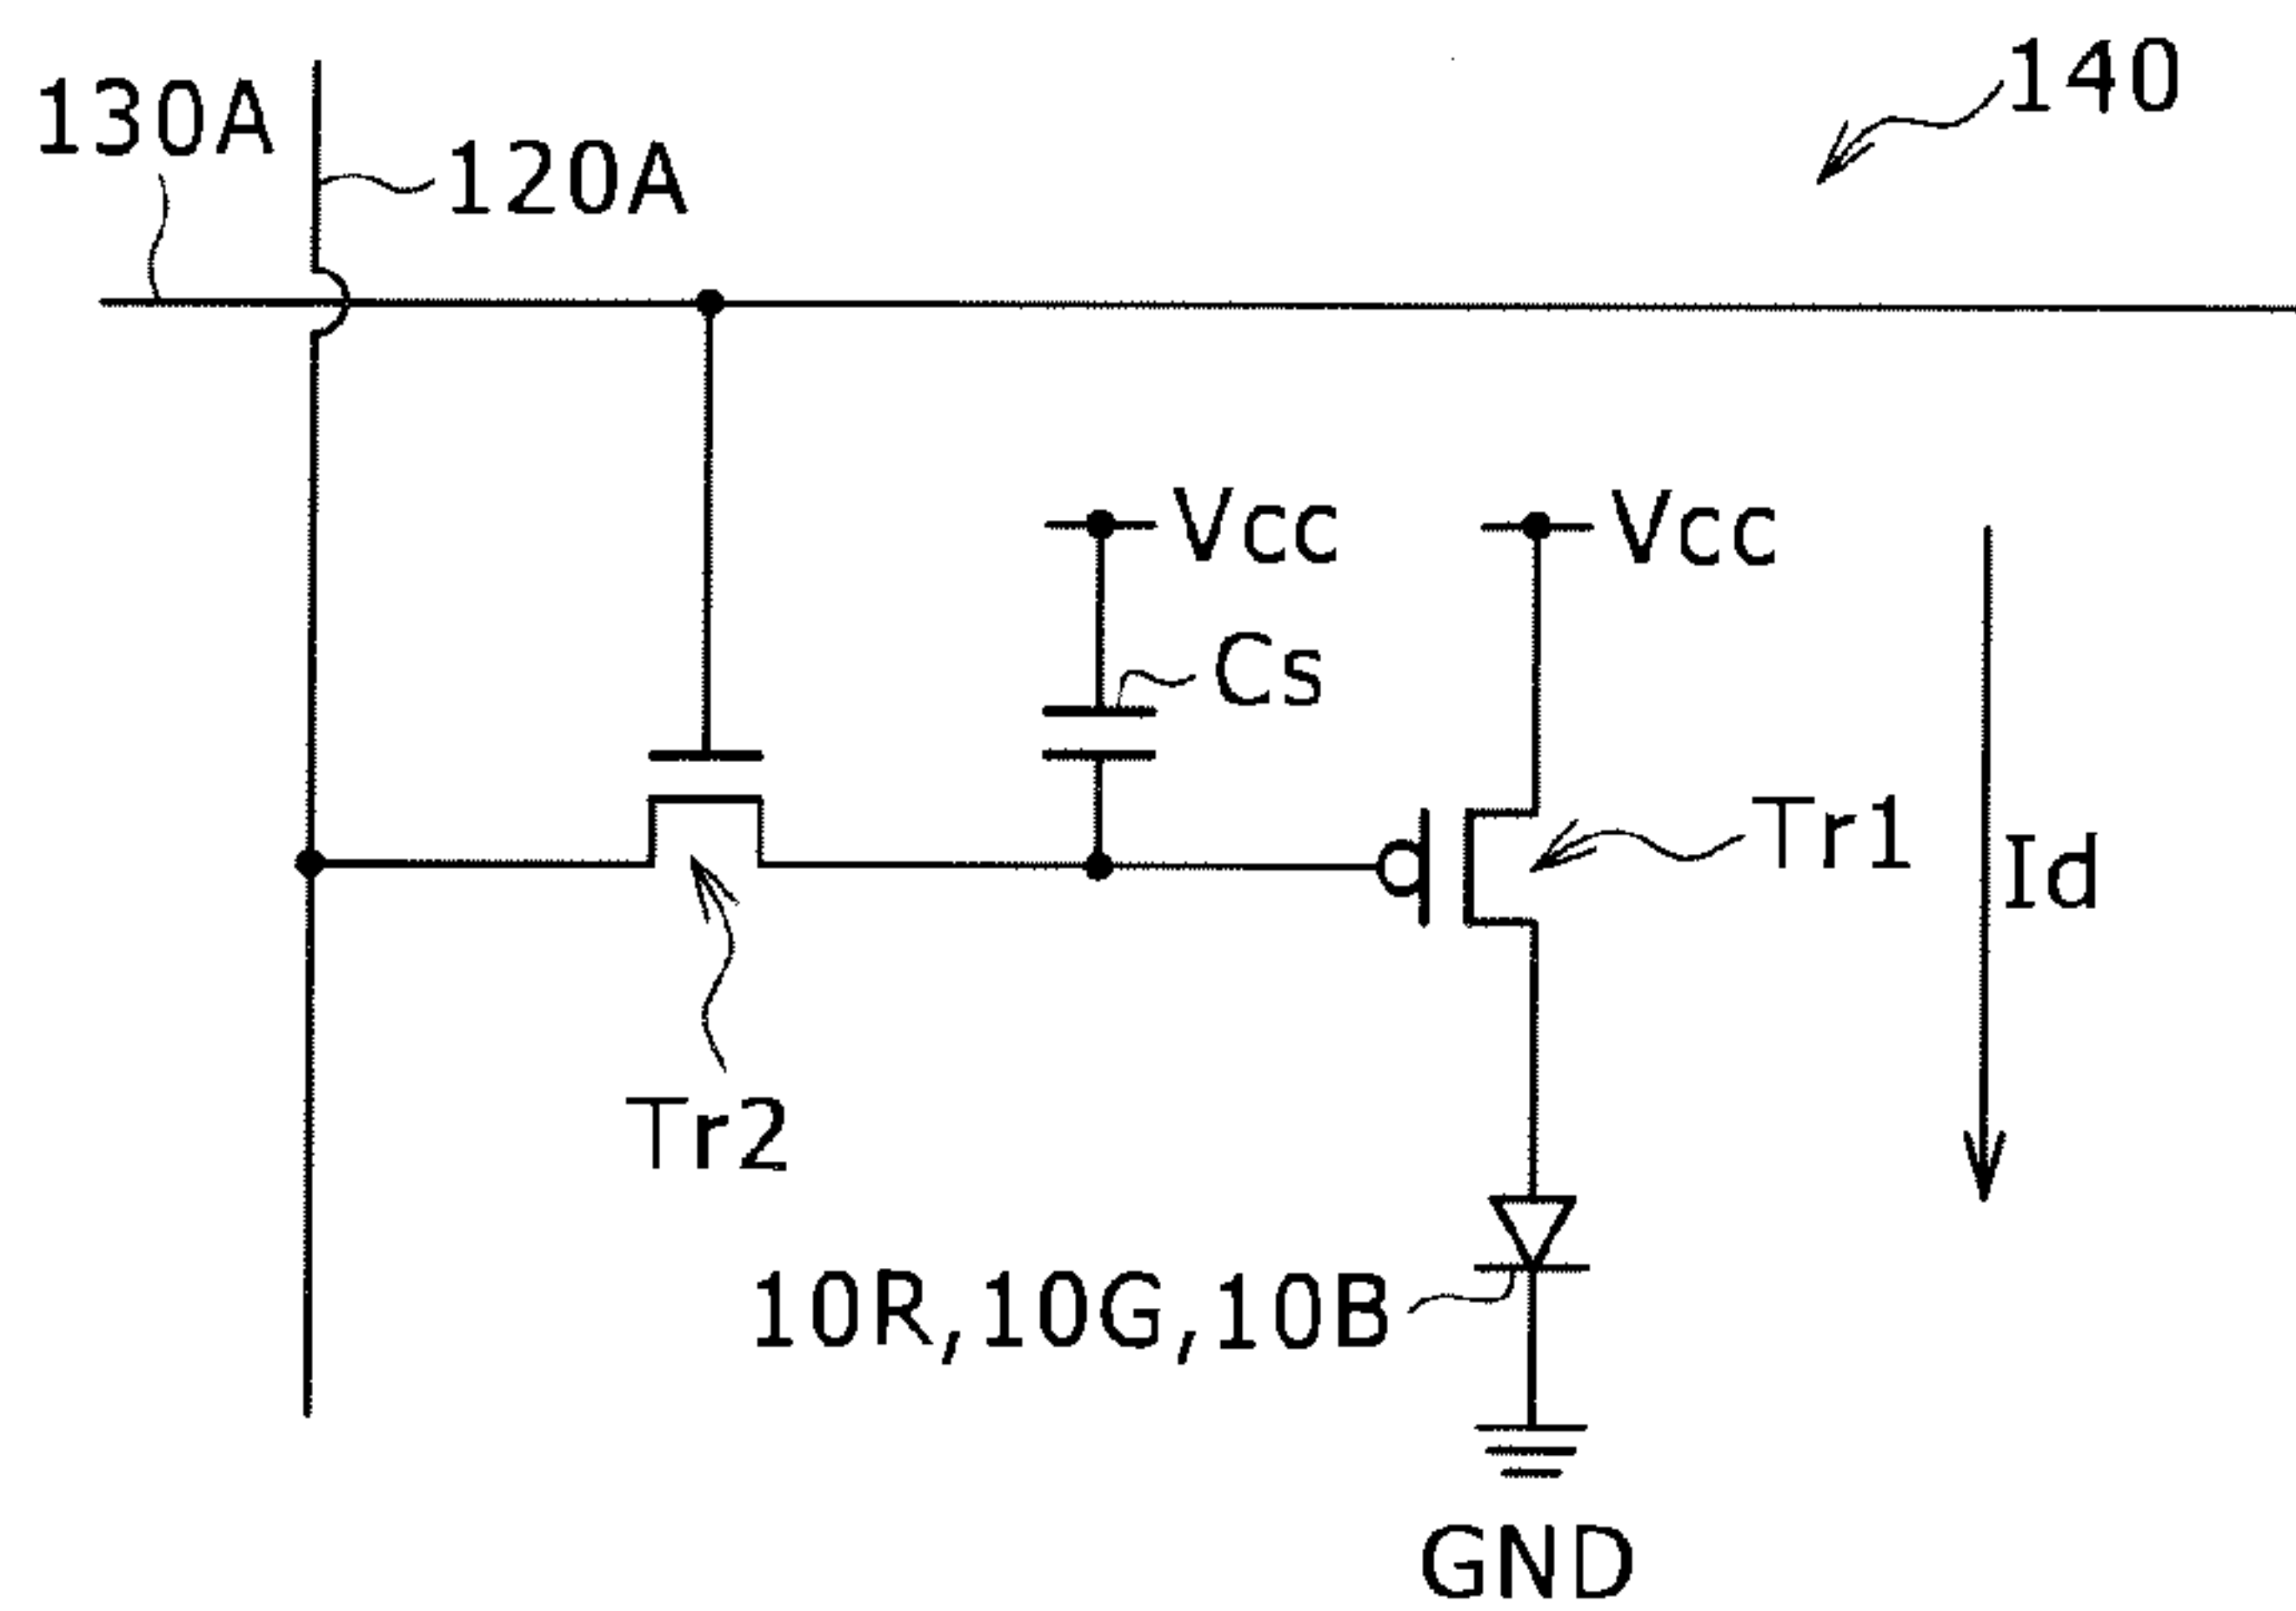 140
130A
120A
Vcc
Vcc
Cs
Tr1
Id
Tr2
10R,10G,10B
GND